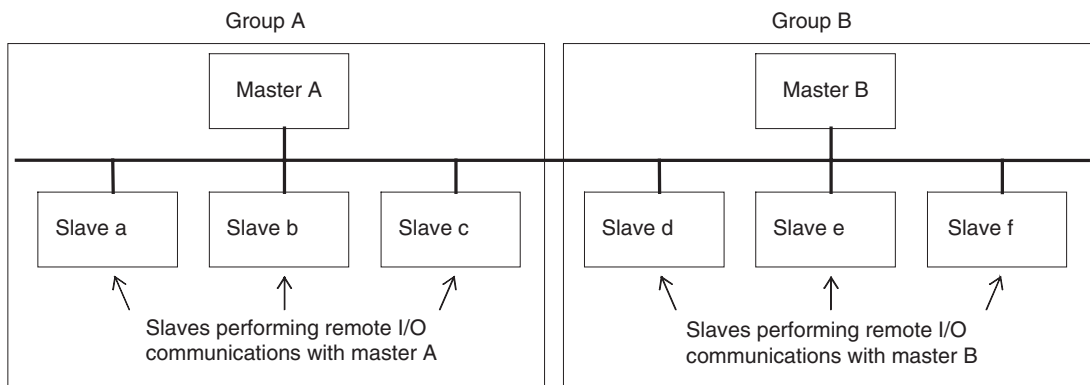 Group A
Group B
Master A
Master B
Slave a
Slave b
Slave c
Slave d
Slave e
Slave f
Slaves performing remote I/O
communications with master A
Slaves performing remote I/O
communications with master B